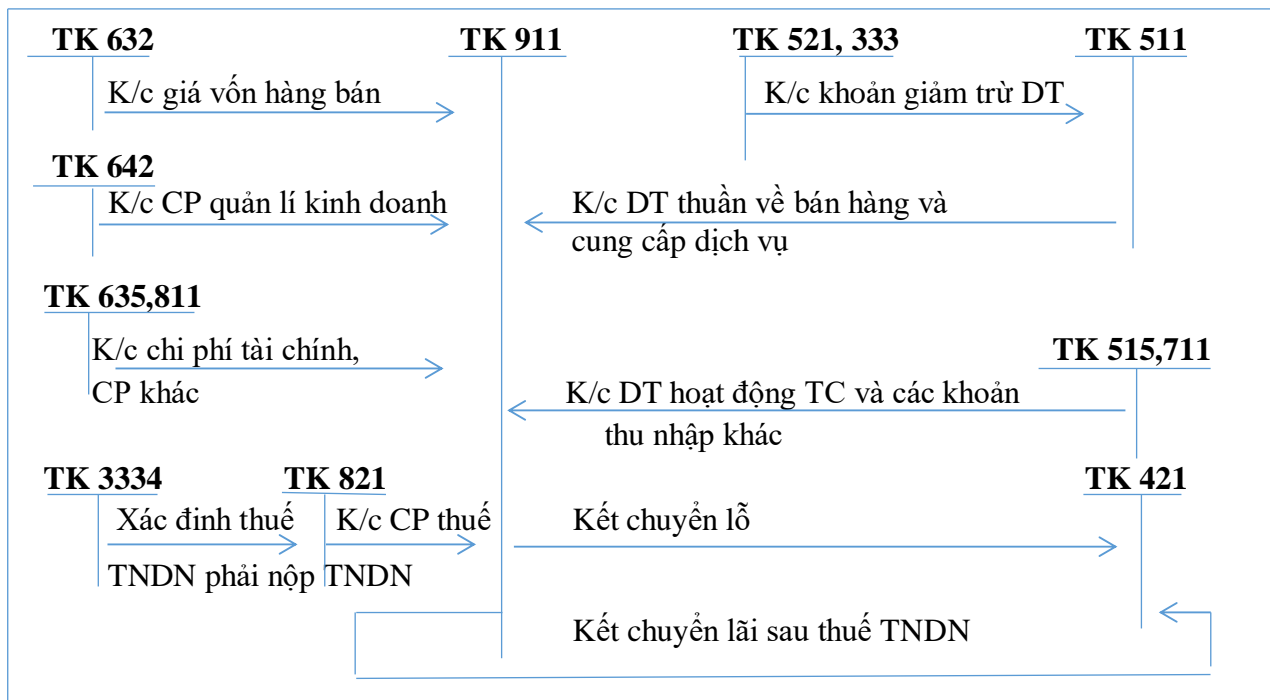 TK 632 TK 911 TK 521, 333 TK 511
K/c giá vốn hàng bán K/c khoản giảm trừ DT
TK 642
K/c CP quản lí kinh doanh K/c DT thuần về bán hàng và
cung cấp dịch vụ
TK 635,811
K/c chi phí tài chính, TK 515,711
CP khác K/c DT hoạt động TC và các khoản
thu nhập khác
TK 3334 TK 821 TK 421
Xác đinh thuế K/c CP thuế Kết chuyển lỗ
TNDN phải nộp TNDN
Kết chuyển lãi sau thuế TNDN